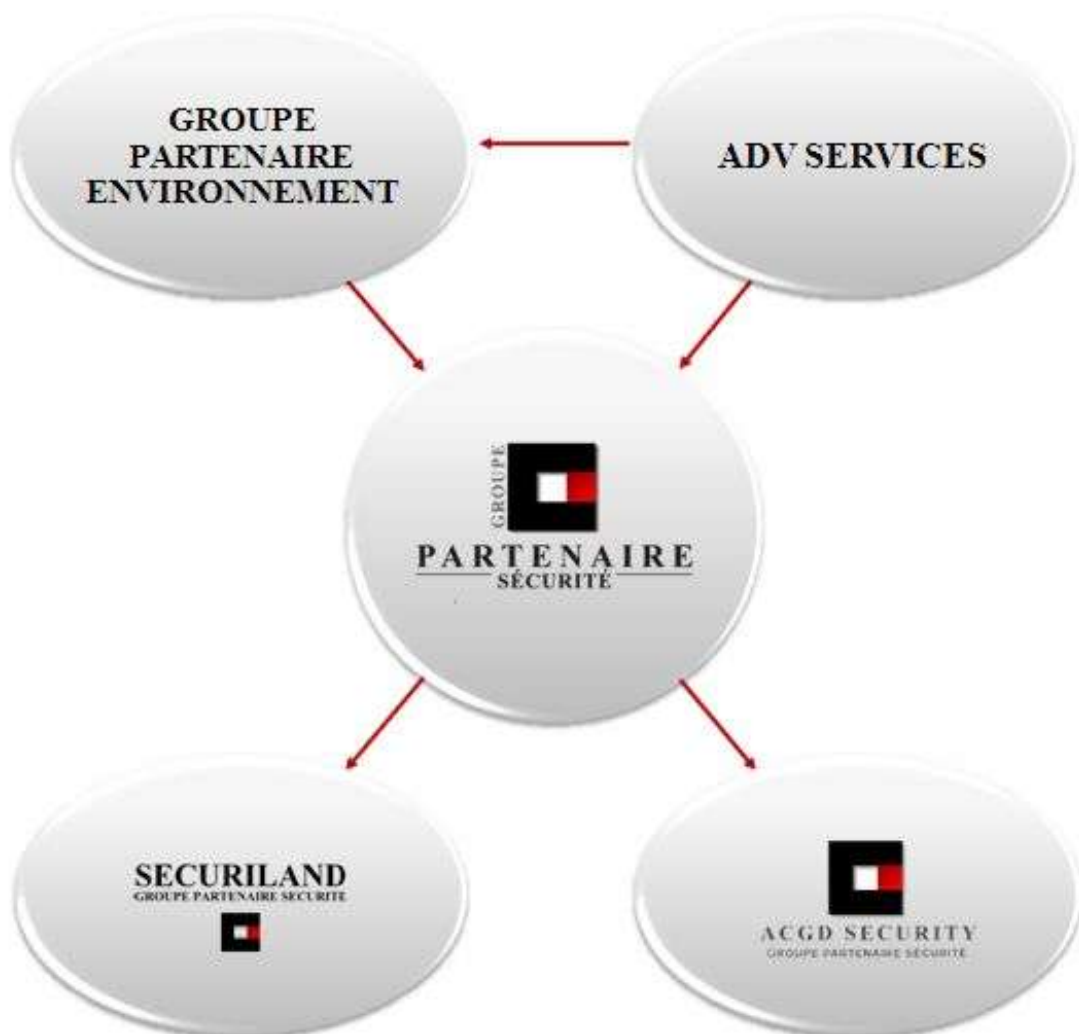 GROUPE
PARTENAIRE
ENVIRONNEMENT
ADV SERVICES
GROUPE
PARTENAIRE
SÉCURITÉ
SECURILAND
GROUPE PARTENAIRE SECURITE
ACGD SECURITY
GROUPE PARTENAIRE SÉCURITÉ